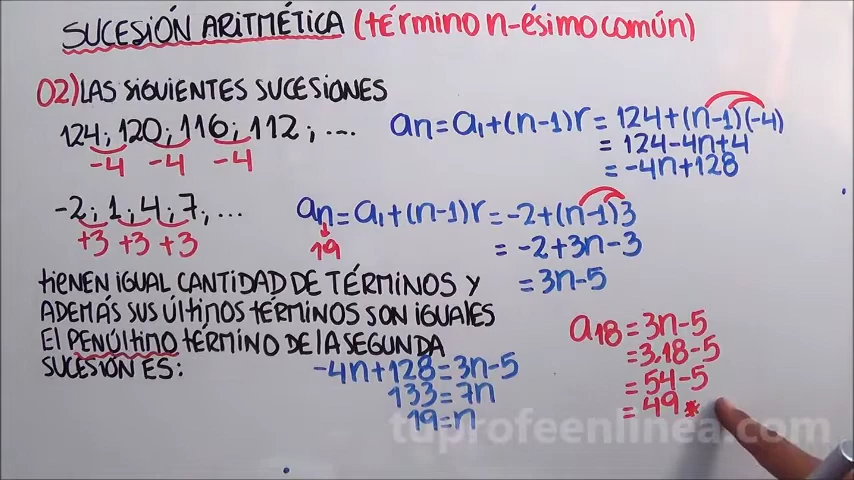 SUCESIÓN ARITMÉTICA (término n-ésimo común)
02) LAS SIGUIENTES SUCESIONES
124; 120; 116; 112; ....
-4 -4 -4
an = a₁ + (n-1)r = 124 + (n-1)(-4)
= 124 - 4n + 4
= -4n + 128
-2; 1; 4; 7; ...
+3 +3 +3
an = a₁ + (n-1)r = -2 + (n-1)3
19
= -2 + 3n - 3
= 3n - 5
tiENEN IGUAL CANTIDAD DE TÉRMINOS Y
ADEMÁS SUS ÚLTIMOS TÉRMINOS SON IGUALES
El PENÚLTIMO TÉRMINO DE LA SEGUNDA
SUCESIÓN ES:
-4n + 128 = 3n - 5
133 = 7n
19 = n
a₁₈ = 3n - 5
= 3.18 - 5
= 54 - 5
= 49 *
tuprofeenlinea.com